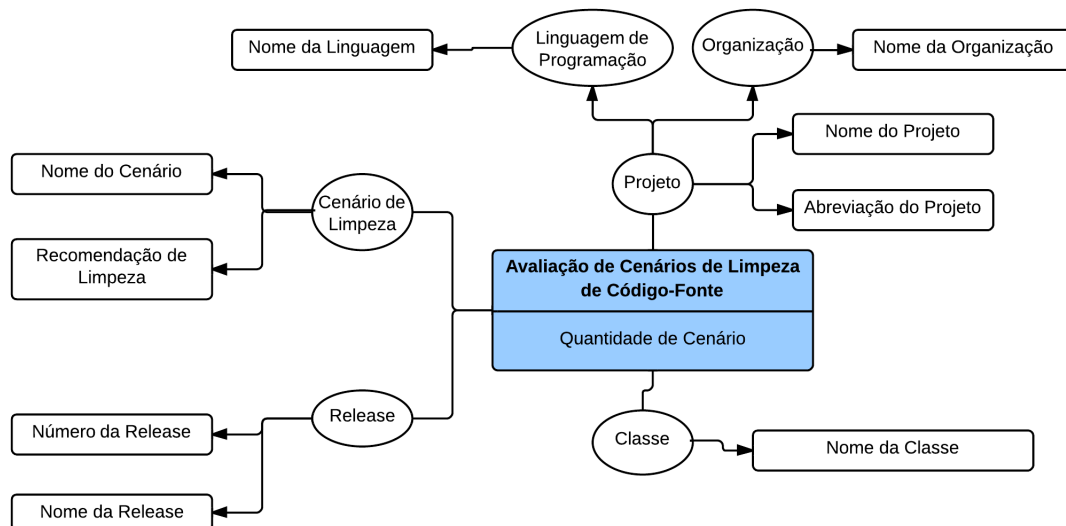 Nome da Linguagem
Linguagem de
Programação
Organização
Nome da Organização
Nome do Projeto
Projeto
Abreviação do Projeto
Nome do Cenário
Cenário de
Limpeza
Recomendação de
Limpeza
Avaliação de Cenários de Limpeza
de Código-Fonte
Quantidade de Cenário
Release
Número da Release
Nome da Release
Classe
Nome da Classe